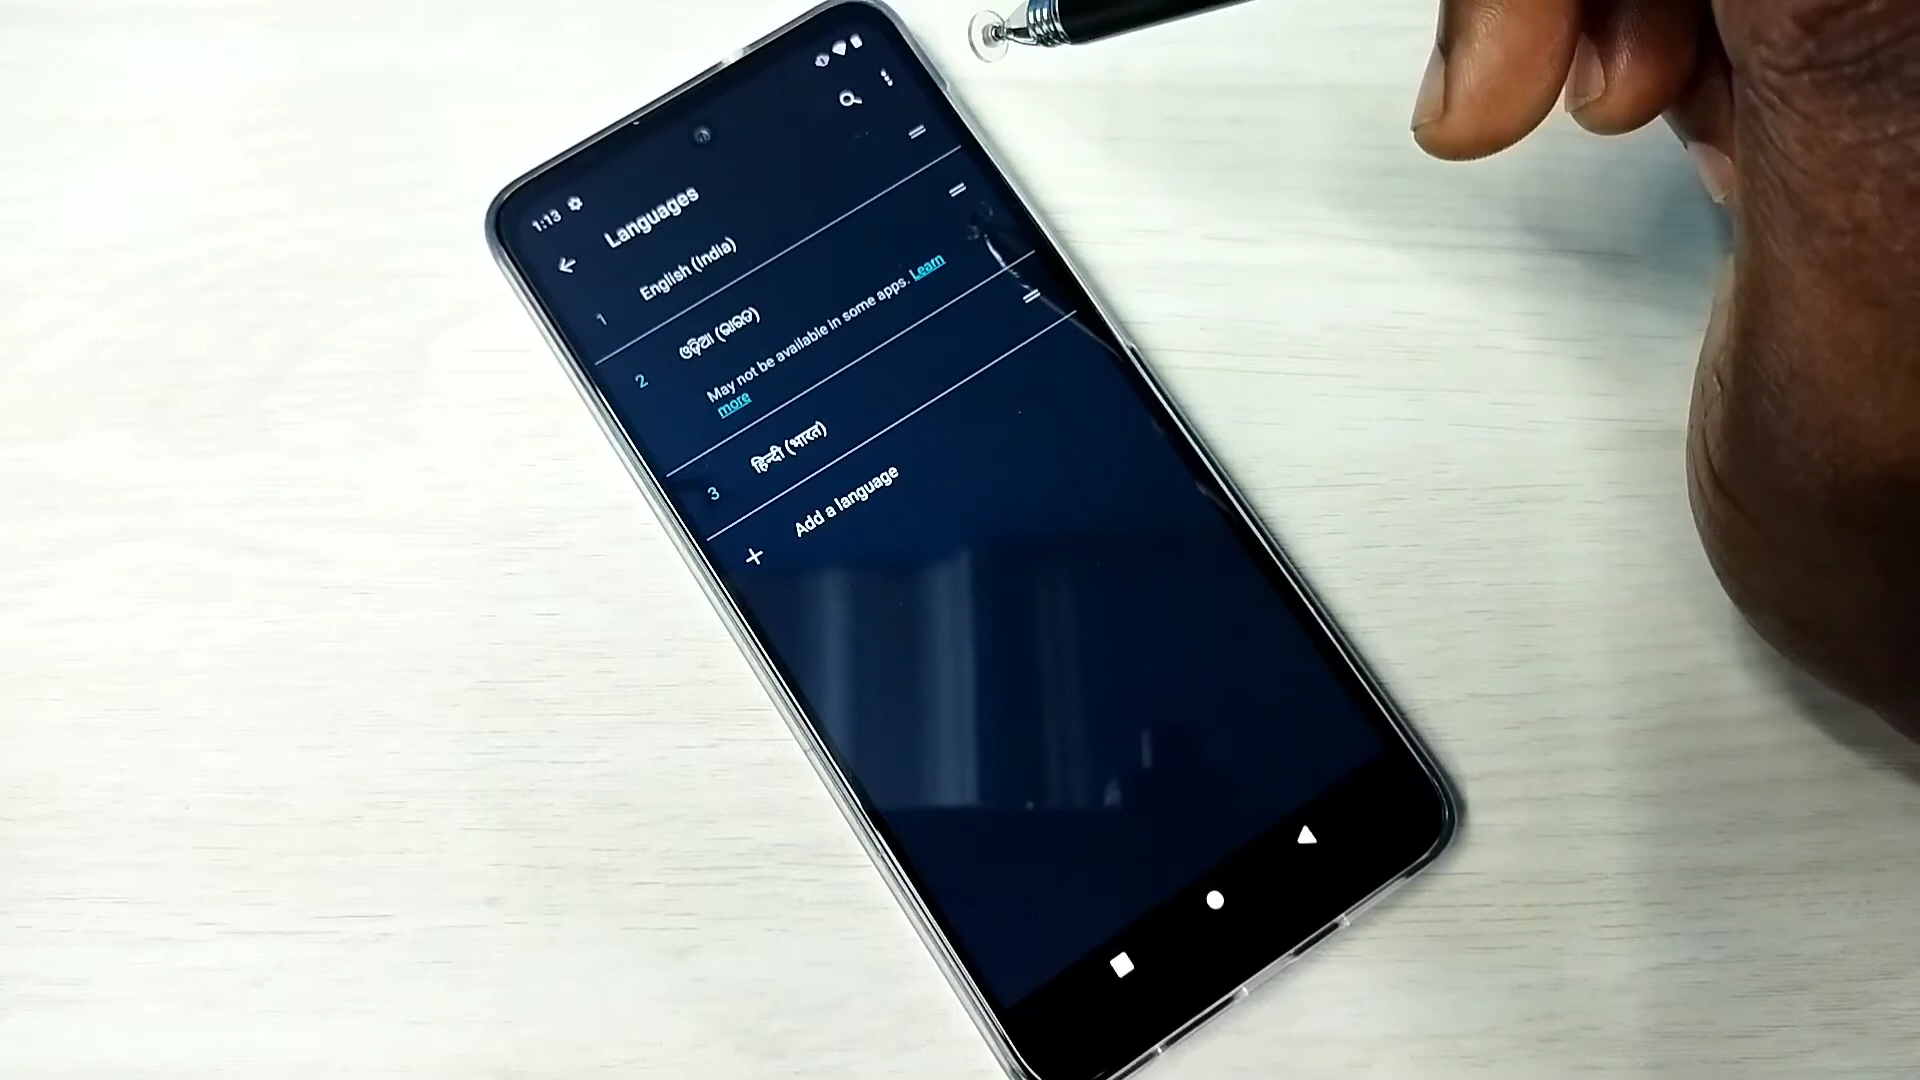 1:13
Languages
1 English (India)
2 ଓଡ଼ିଆ (ଭାରତ)
May not be available in some apps. Learn
more
3 हिन्दी (भारत)
+ Add a language